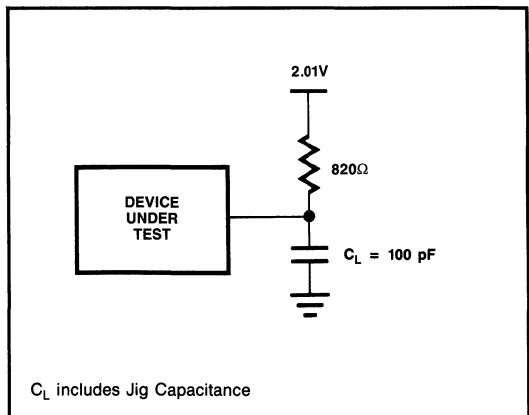 2.01V
820Ω
DEVICE
UNDER
TEST
C_L = 100 pF
C_L includes Jig Capacitance